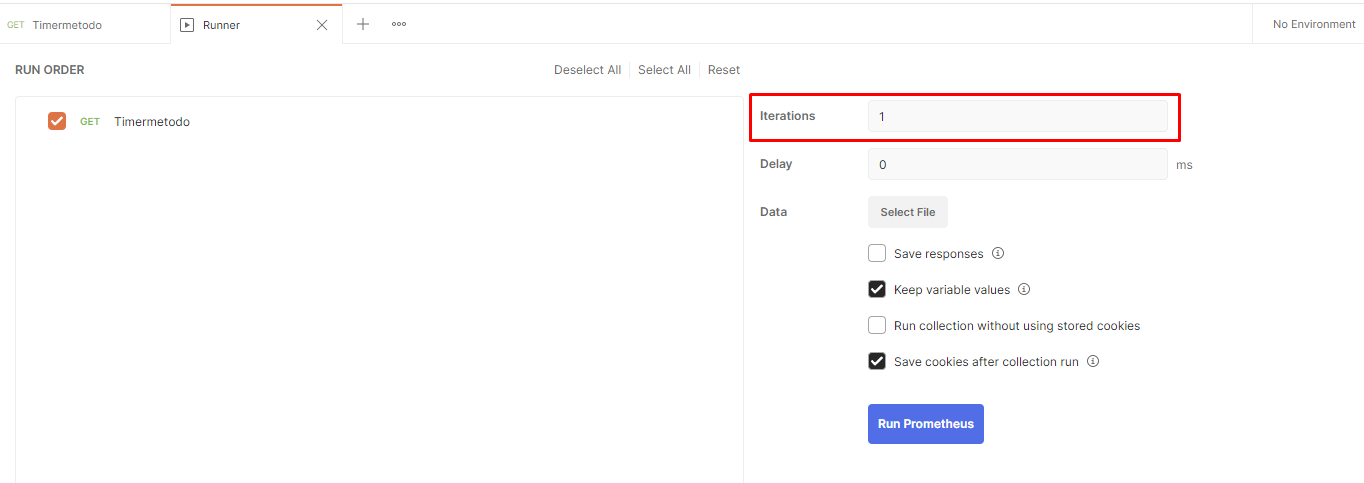 GET Timermetodo
Runner
No Environment
RUN ORDER
Deselect All
Select All
Reset
GET Timermetodo
Iterations 1
Delay 0 ms
Data Select File
Save responses
Keep variable values
Run collection without using stored cookies
Save cookies after collection run
Run Prometheus